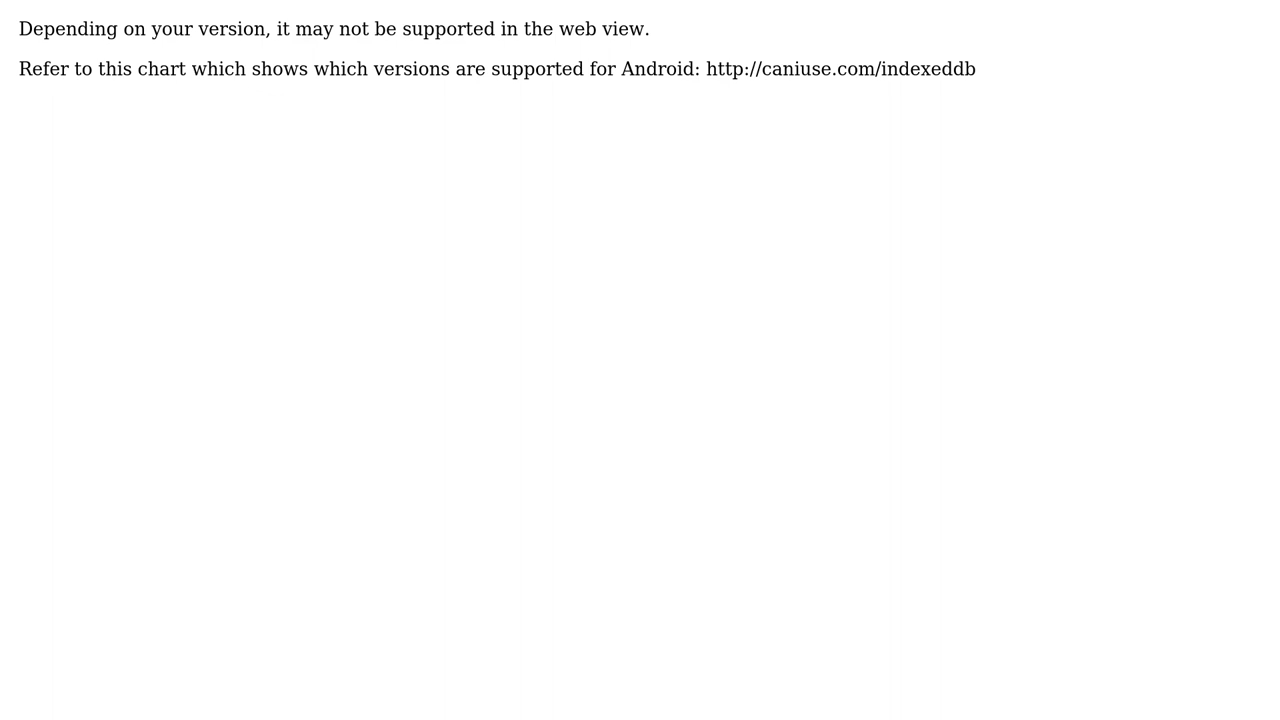 Depending on your version, it may not be supported in the web view.
Refer to this chart which shows which versions are supported for Android: http://caniuse.com/indexeddb